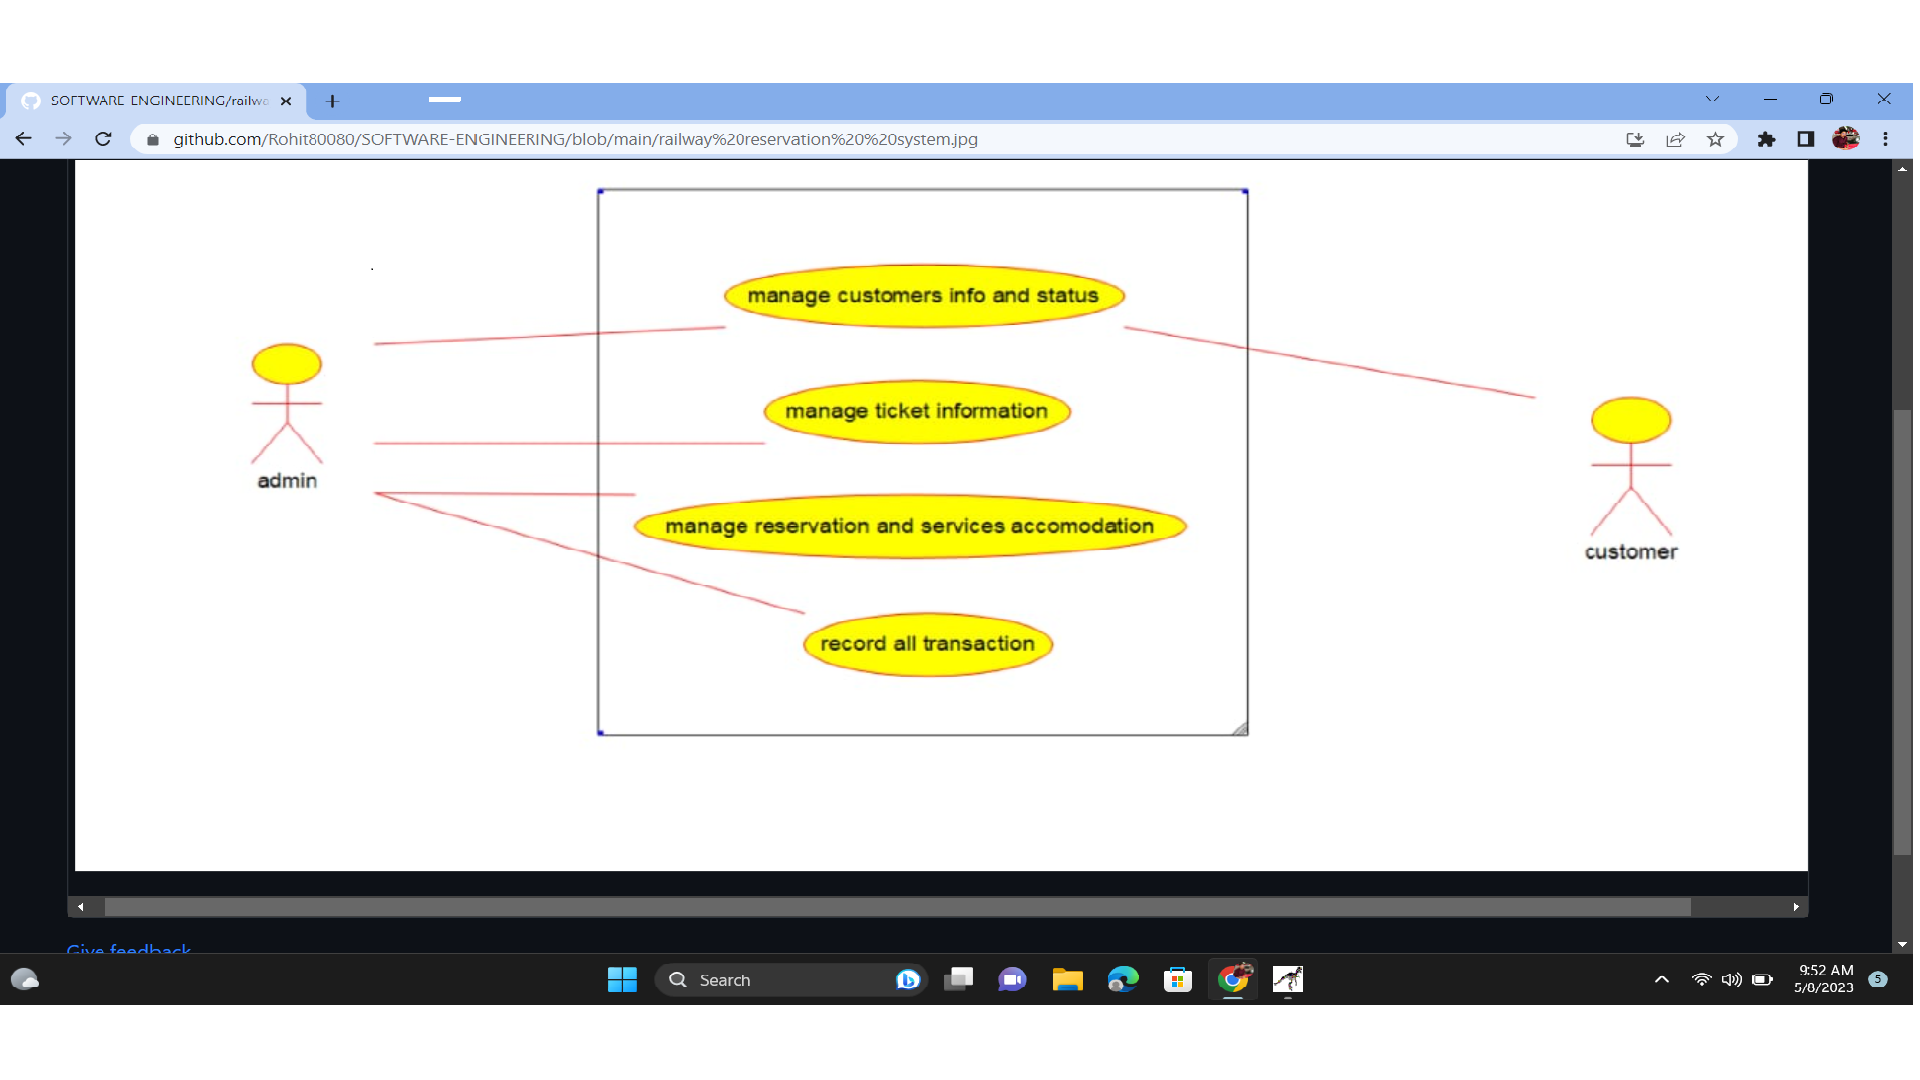 SOFTWARE-ENGINEERING/railwa
github.com/Rohit80080/SOFTWARE-ENGINEERING/blob/main/railway%20reservation%20%20system.jpg
manage customers info and status
manage ticket information
admin
manage reservation and services accomodation
customer
record all transaction
Give feedback
Search
9:52 AM
5/8/2023
5